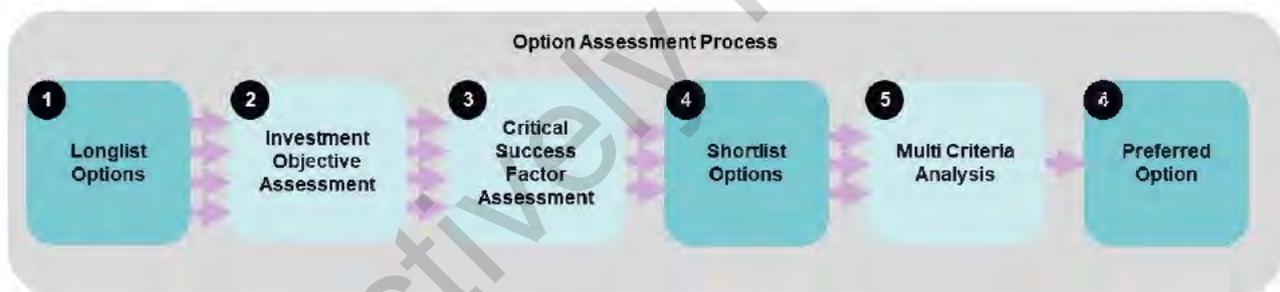 Option Assessment Process
1
Longlist
Options
2
Investment
Objective
Assessment
3
Critical
Success
Factor
Assessment
4
Shortlist
Options
5
Multi Criteria
Analysis
Preferred
Option
tively